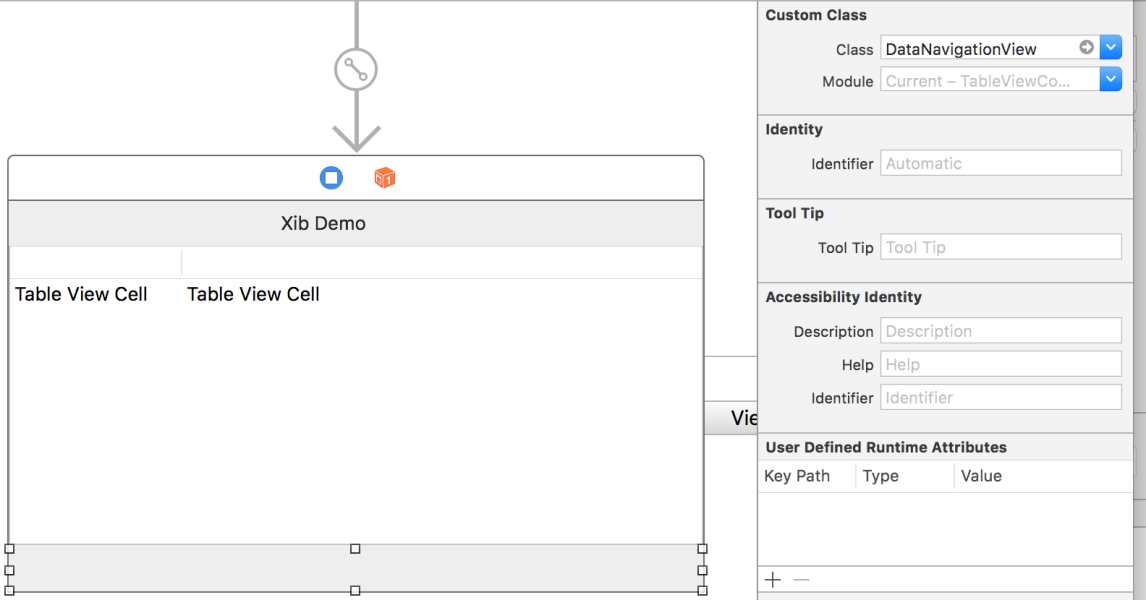 Xib Demo
Table View Cell
Table View Cell
Vie
Custom Class
Class DataNavigationView
Module Current – TableViewCo...
Identity
Identifier Automatic
Tool Tip
Tool Tip Tool Tip
Accessibility Identity
Description Description
Help Help
Identifier Identifier
User Defined Runtime Attributes
Key Path Type Value